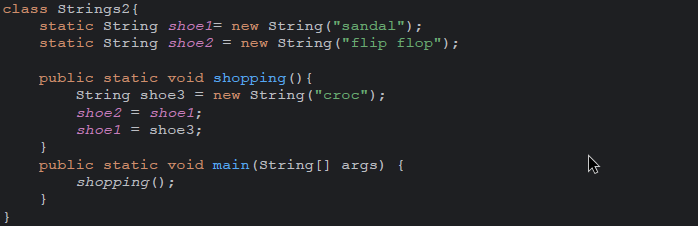 class Strings2{
    static String shoe1= new String("sandal");
    static String shoe2 = new String("flip flop");

    public static void shopping(){
        String shoe3 = new String("croc");
        shoe2 = shoe1;
        shoe1 = shoe3;
    }
    public static void main(String[] args) {
        shopping();
    }
}